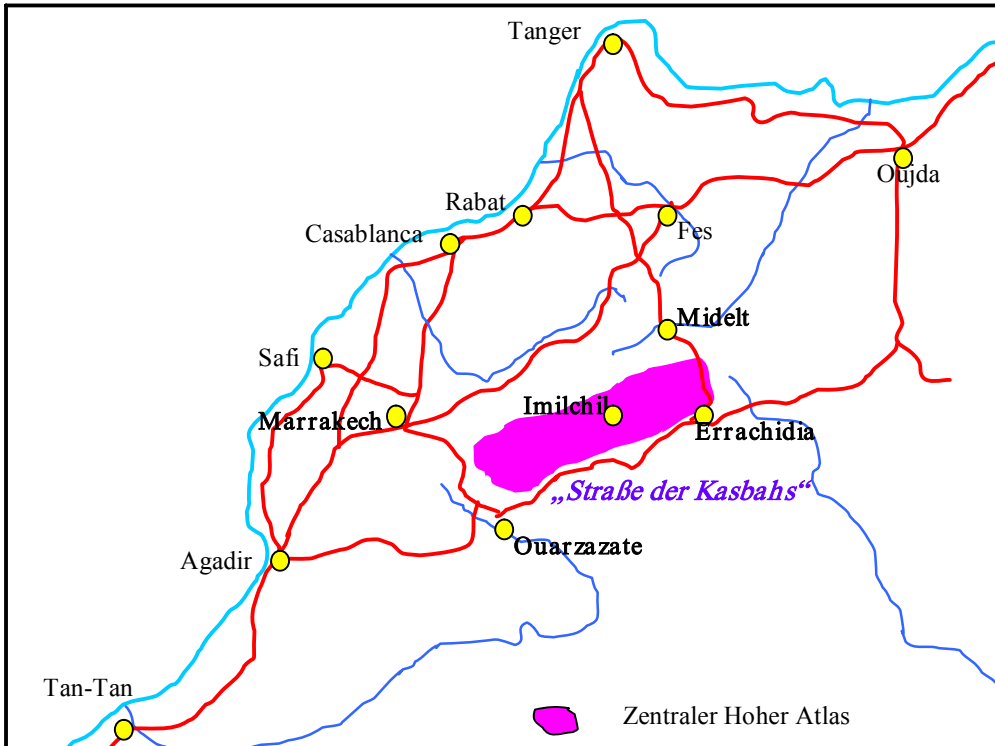 Tanger
Oujda
Rabat
Fes
Casablanca
Midelt
Safi
Imilchil
Marrakech
Errachidia
„Straße der Kasbahs“
Ouarzazate
Agadir
Tan-Tan
Zentraler Hoher Atlas